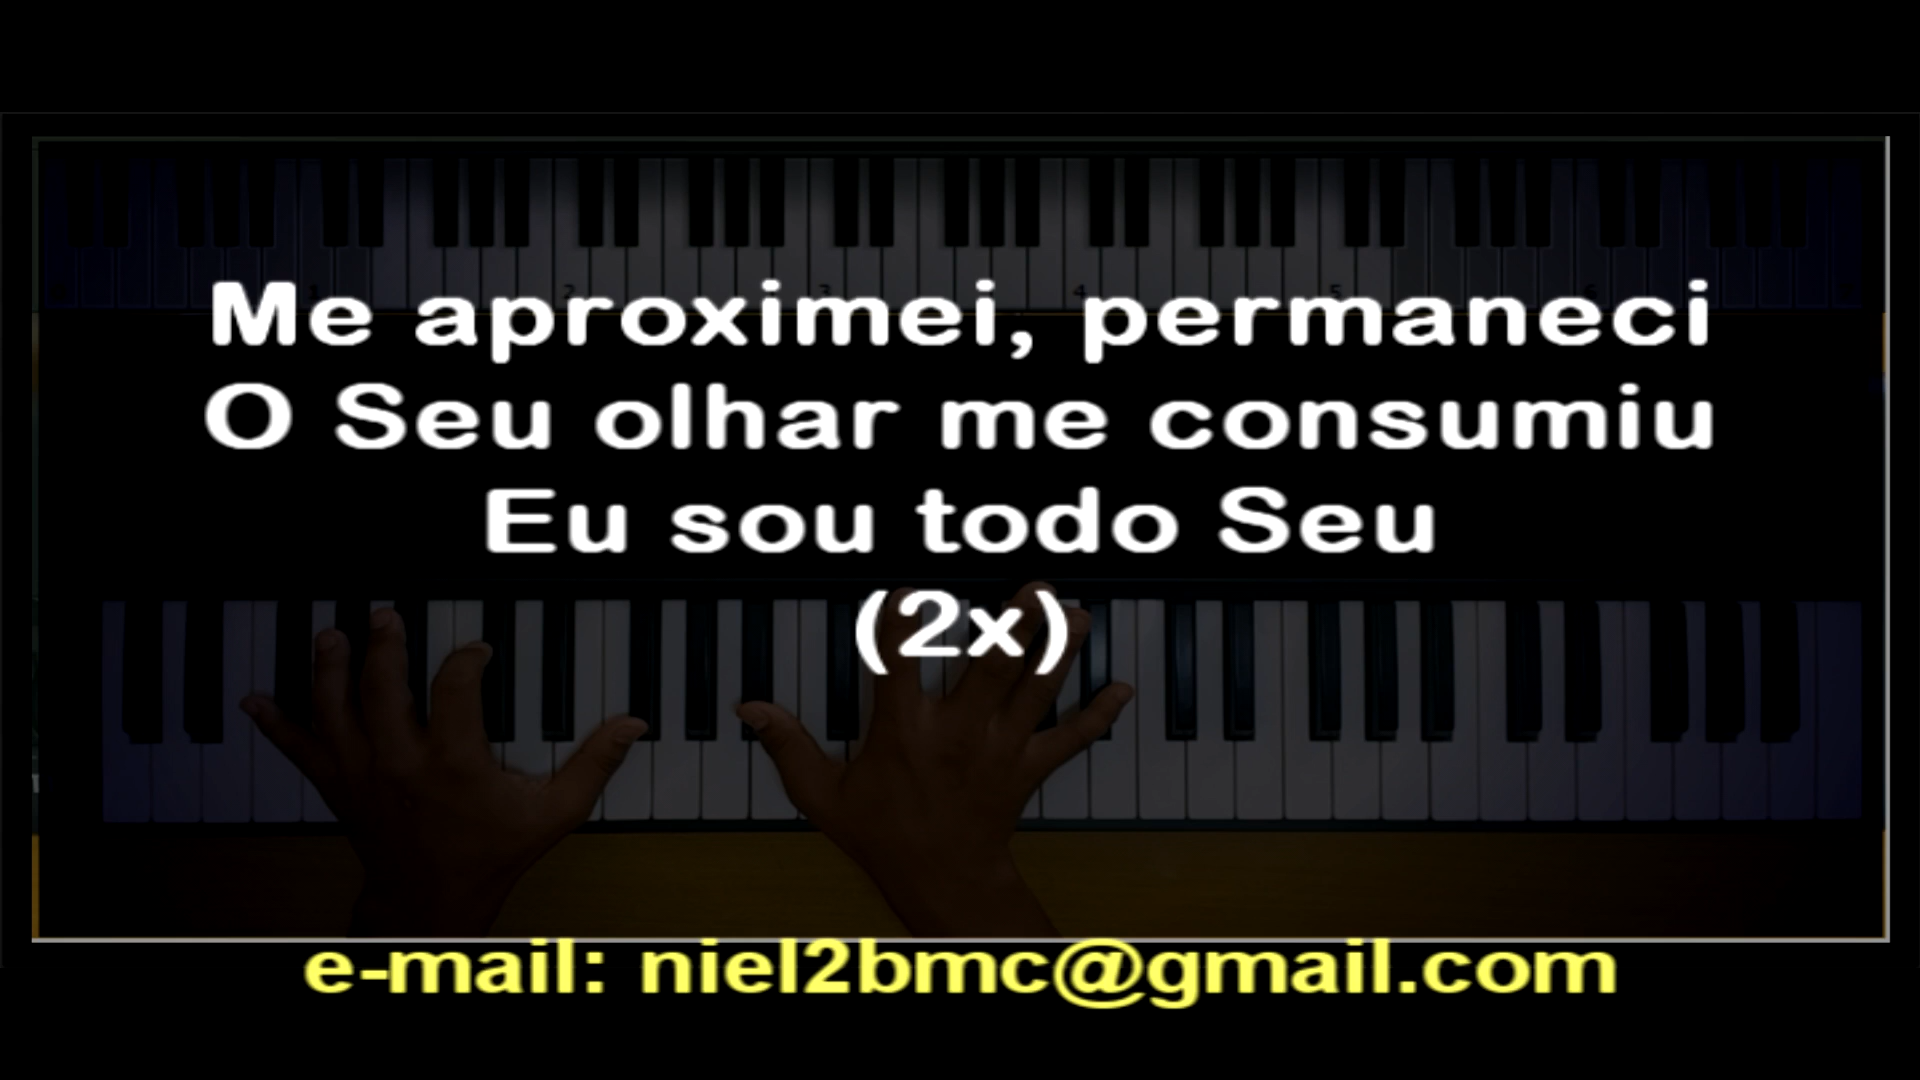 Me aproximei, permaneci
O Seu olhar me consumiu
Eu sou todo Seu
(2x)
e-mail: niel2bmc@gmail.com